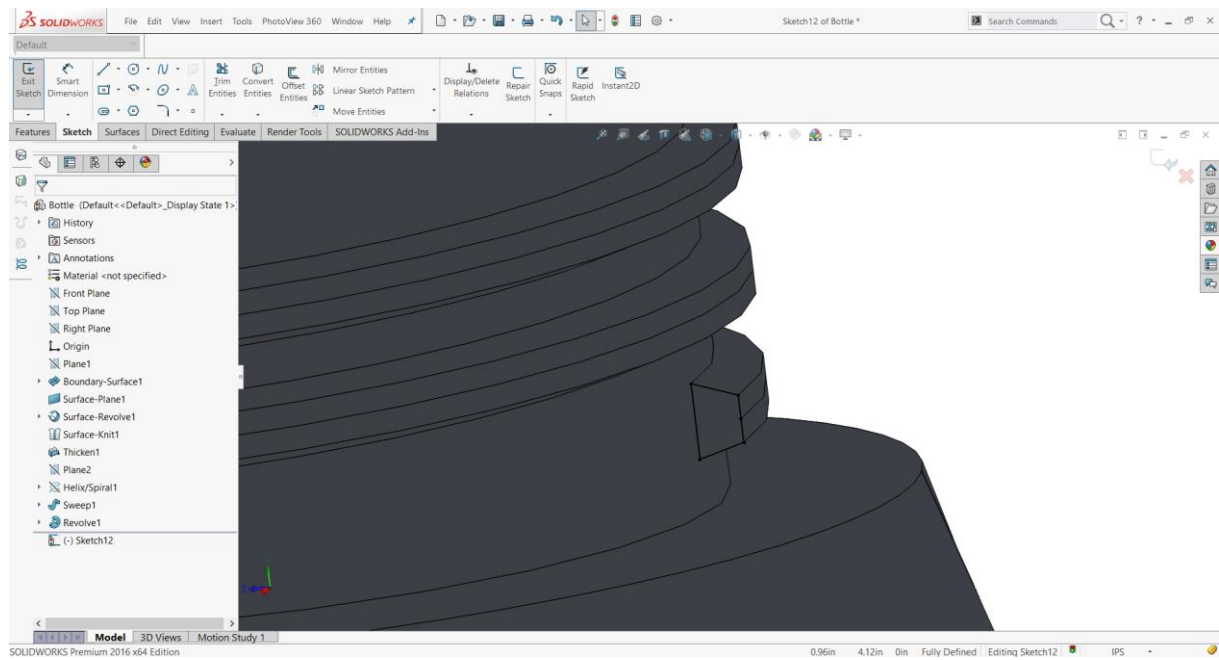 SOLIDWORKS File Edit View Insert Tools PhotoView 360 Window Help Sketch12 of Bottle * Search Commands ?
Default
Exit Sketch
Smart Dimension
Trim Entities
Convert Entities
Offset Entities
Mirror Entities
Linear Sketch Pattern
Move Entities
Display/Delete Relations
Repair Sketch
Quick Snaps
Rapid Sketch
Instant2D
Features Sketch Surfaces Direct Editing Evaluate Render Tools SOLIDWORKS Add-Ins
Bottle (Default<<Default>_Display State 1>
History
Sensors
Annotations
Material <not specified>
Front Plane
Top Plane
Right Plane
Origin
Plane1
Boundary-Surface1
Surface-Plane1
Surface-Revolve1
Surface-Knit1
Thicken1
Plane2
Helix/Spiral1
Sweep1
Revolve1
(-) Sketch12
Z
Model 3D Views Motion Study 1
SOLIDWORKS Premium 2016 x64 Edition 0.96in 4.12in 0in Fully Defined Editing Sketch12 IPS -